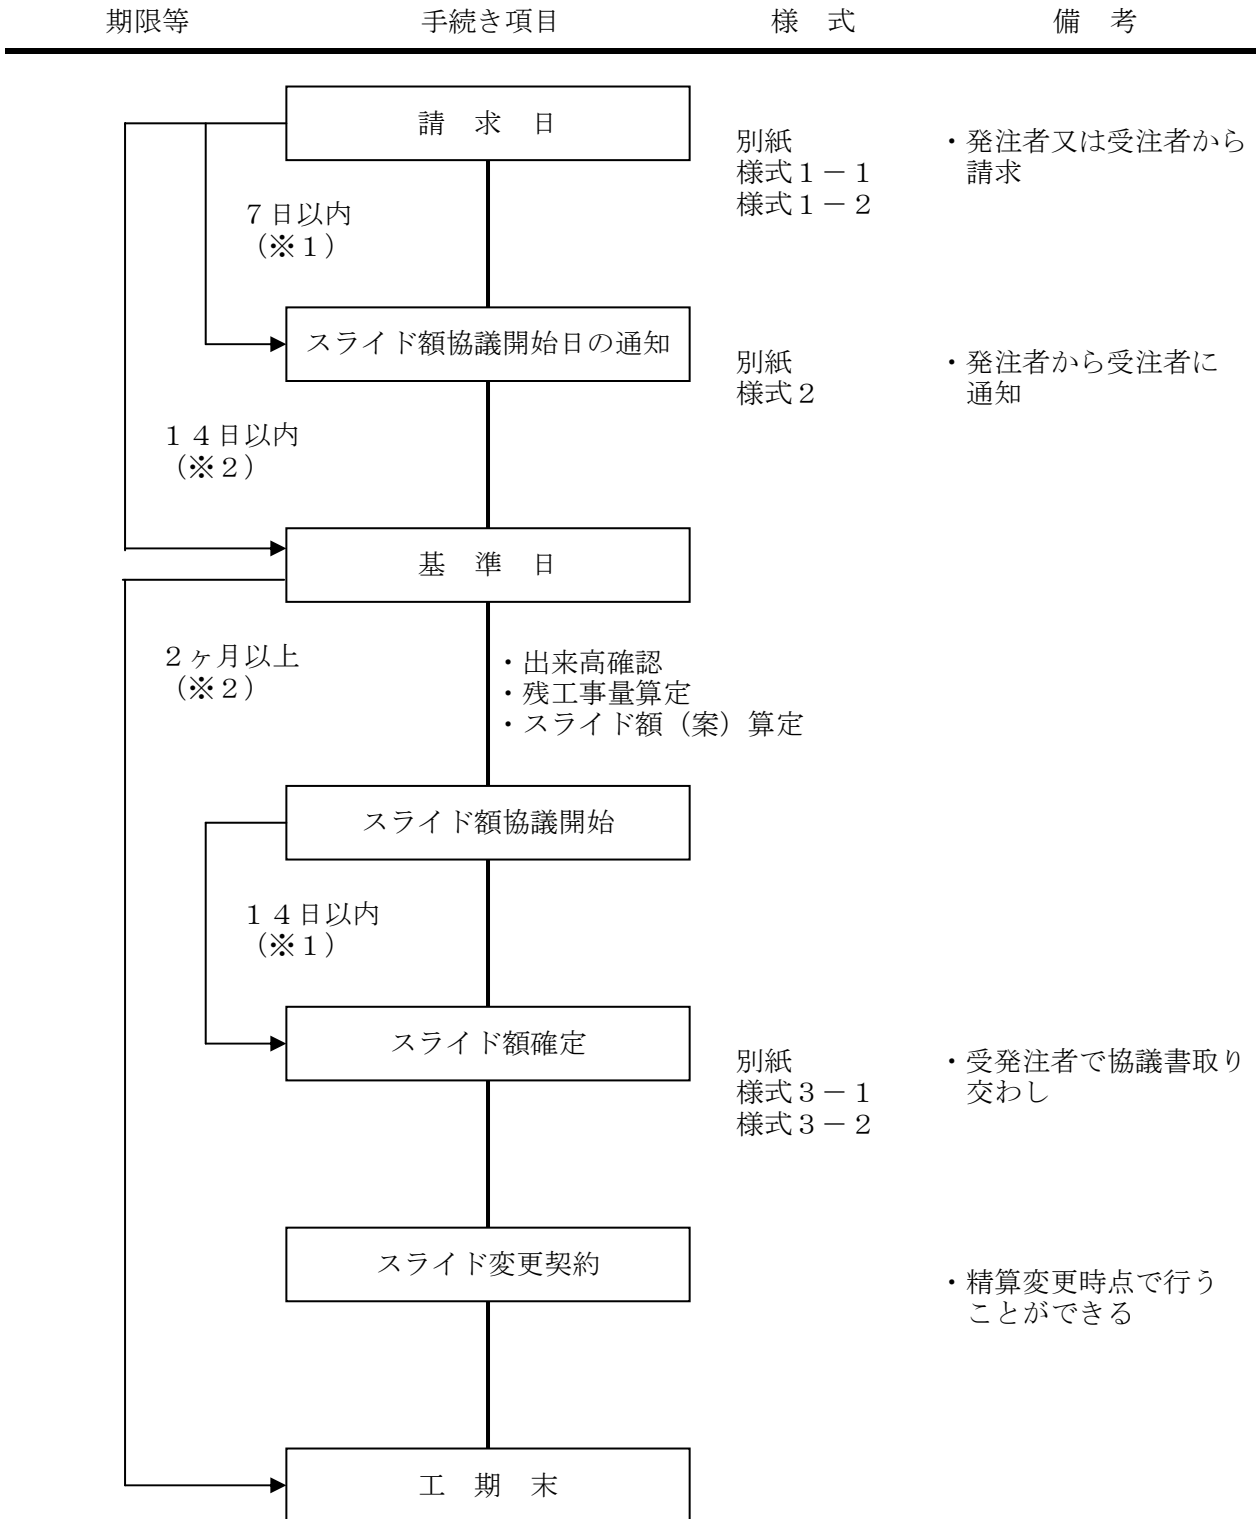 期限等　手続き項目　様　式　備　考
請　求　日
別紙
様式１－１
様式１－２
・発注者又は受注者から
請求
７日以内
（※１）
スライド額協議開始日の通知
別紙
様式２
・発注者から受注者に
通知
１４日以内
（※２）
基　準　日
２ヶ月以上
（※２）
・出来高確認
・残工事量算定
・スライド額（案）算定
スライド額協議開始
１４日以内
（※１）
スライド額確定
別紙
様式３－１
様式３－２
・受発注者で協議書取り
交わし
スライド変更契約
・精算変更時点で行う
ことができる
工　期　末